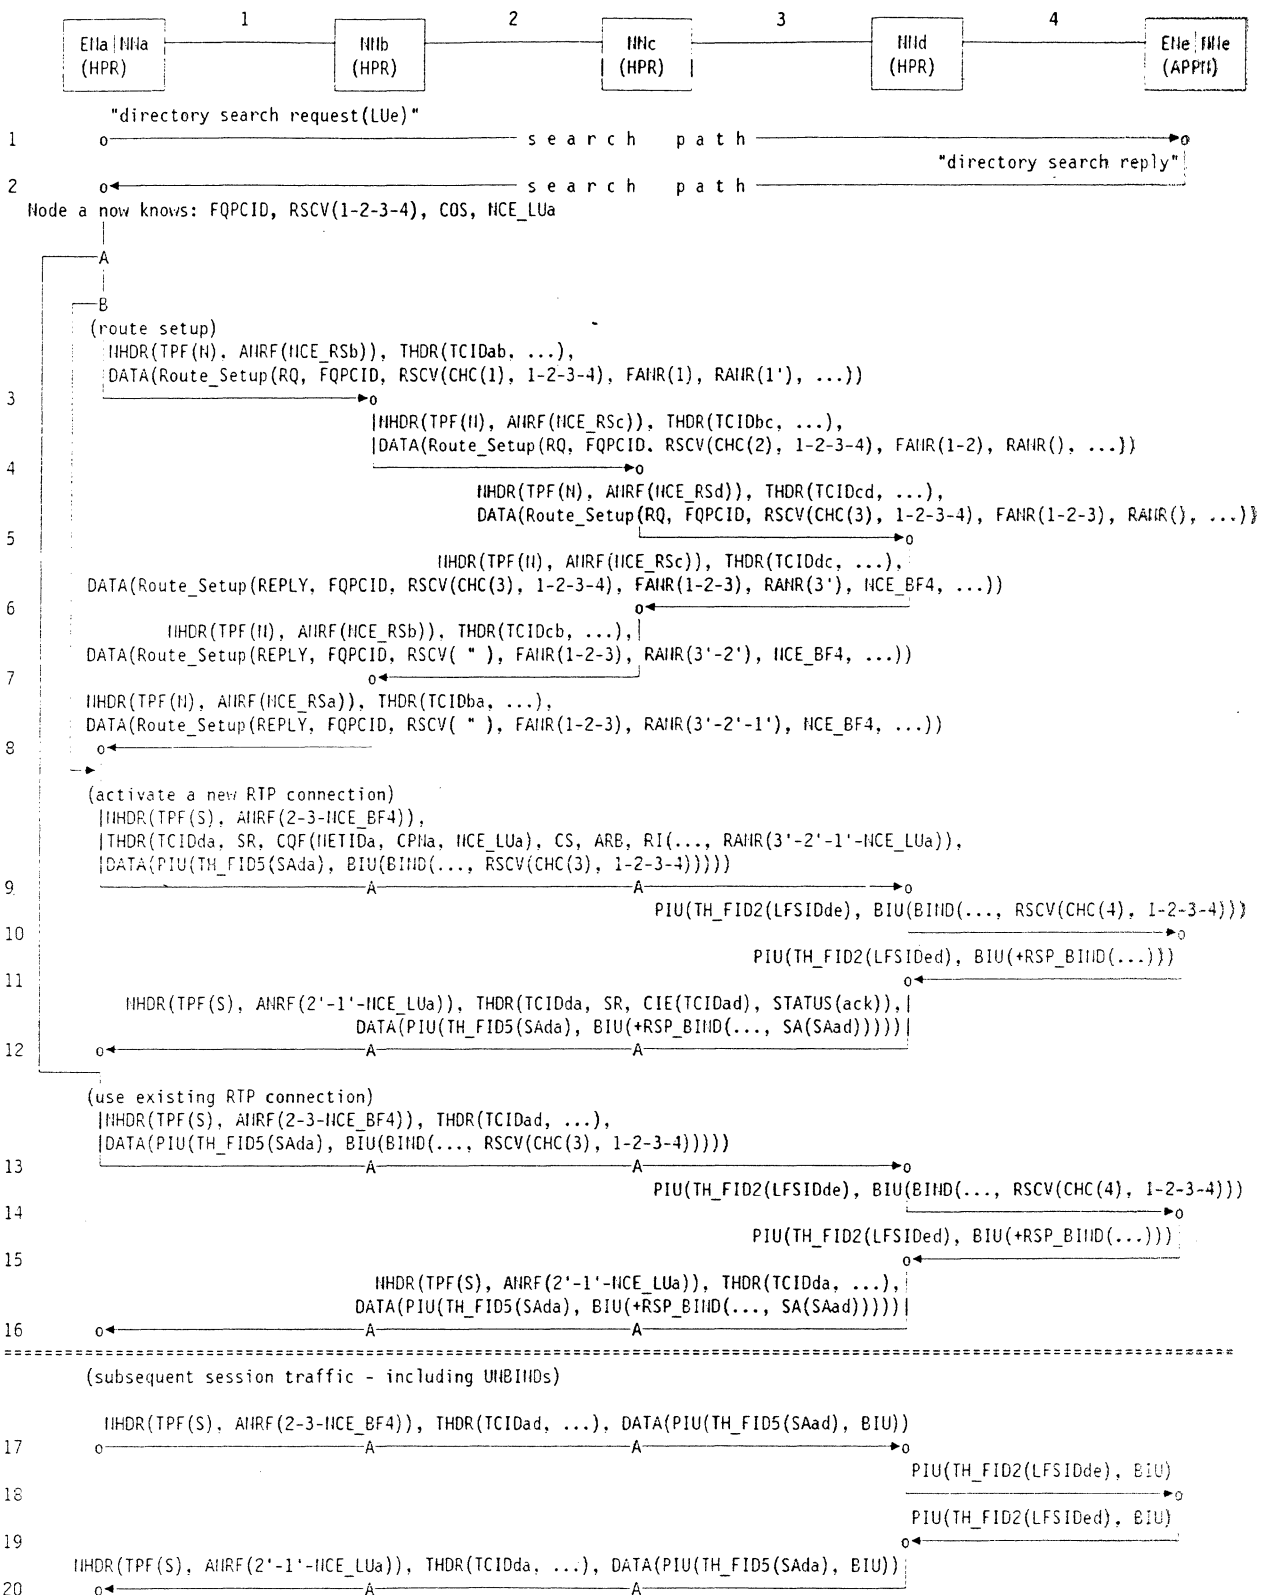 1 2 3 4
ENa|NNa NNb NNc NNd ENe|NNe
(HPR) (HPR) (HPR) (HPR) (APPN)
"directory search request(LUe)"
1 search path
"directory search reply"
2 search path
Node a now knows: FQPCID, RSCV(1-2-3-4), COS, NCE_LUa
A
B
(route setup)
NHDR(TPF(N), ANRF(NCE_RSb)), THDR(TCIDab, ...),
DATA(Route_Setup(RQ, FQPCID, RSCV(CHC(1), 1-2-3-4), FANR(1), RANR(1'), ...))
3
NHDR(TPF(N), ANRF(NCE_RSc)), THDR(TCIDbc, ...),
DATA(Route_Setup(RQ, FQPCID. RSCV(CHC(2), 1-2-3-4), FANR(1-2), RANR(), ...))
4
NHDR(TPF(N), ANRF(NCE_RSd)), THDR(TCIDcd, ...),
DATA(Route_Setup(RQ, FQPCID, RSCV(CHC(3), 1-2-3-4), FANR(1-2-3), RANR(), ...))
5
NHDR(TPF(N), ANRF(NCE_RSc)), THDR(TCIDdc, ...),
DATA(Route_Setup(REPLY, FQPCID, RSCV(CHC(3), 1-2-3-4), FANR(1-2-3), RANR(3'), NCE_BF4, ...))
6
NHDR(TPF(N), ANRF(NCE_RSb)), THDR(TCIDcb, ...),
DATA(Route_Setup(REPLY, FQPCID, RSCV( " ), FANR(1-2-3), RANR(3'-2'), NCE_BF4, ...))
7
NHDR(TPF(N), ANRF(NCE_RSa)), THDR(TCIDba, ...),
DATA(Route_Setup(REPLY, FQPCID, RSCV( " ), FANR(1-2-3), RANR(3'-2'-1'), NCE_BF4, ...))
8
(activate a new RTP connection)
NHDR(TPF(S), ANRF(2-3-NCE_BF4)),
THDR(TCIDda, SR, CQF(NETIDa, CPNa, NCE_LUa), CS, ARB, RI(..., RANR(3'-2'-1'-NCE_LUa)),
DATA(PIU(TH_FID5(SAda), BIU(BIND(..., RSCV(CHC(3), 1-2-3-4)))))
9 A A
PIU(TH_FID2(LFSIDde), BIU(BIND(..., RSCV(CHC(4), 1-2-3-4)))
10
PIU(TH_FID2(LFSIDed), BIU(+RSP_BIND(...)))
11
NHDR(TPF(S), ANRF(2'-1'-NCE_LUa)), THDR(TCIDda, SR, CIE(TCIDad), STATUS(ack)),
DATA(PIU(TH_FID5(SAda), BIU(+RSP_BIND(..., SA(SAad)))))
12 A A
(use existing RTP connection)
NHDR(TPF(S), ANRF(2-3-NCE_BF4)), THDR(TCIDad, ...),
DATA(PIU(TH_FID5(SAda), BIU(BIND(..., RSCV(CHC(3), 1-2-3-4)))))
13 A A
PIU(TH_FID2(LFSIDde), BIU(BIND(..., RSCV(CHC(4), 1-2-3-4)))
14
PIU(TH_FID2(LFSIDed), BIU(+RSP_BIND(...)))
15
NHDR(TPF(S), ANRF(2'-1'-NCE_LUa)), THDR(TCIDda, ...),
DATA(PIU(TH_FID5(SAda), BIU(+RSP_BIND(..., SA(SAad)))))
16 A A
(subsequent session traffic - including UNBINDs)
NHDR(TPF(S), ANRF(2-3-NCE_BF4)), THDR(TCIDad, ...), DATA(PIU(TH_FID5(SAad), BIU))
17 A A
PIU(TH_FID2(LFSIDde), BIU)
18
PIU(TH_FID2(LFSIDed), BIU)
19
NHDR(TPF(S), ANRF(2'-1'-NCE_LUa)), THDR(TCIDda, ...), DATA(PIU(TH_FID5(SAda), BIU))
20 A A